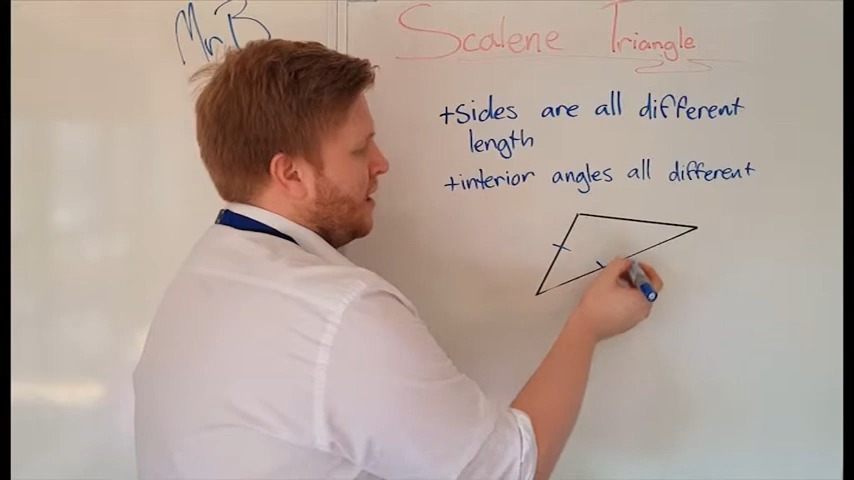 Mr. B
Scalene Triangle
+Sides are all different
length
+interior angles all different